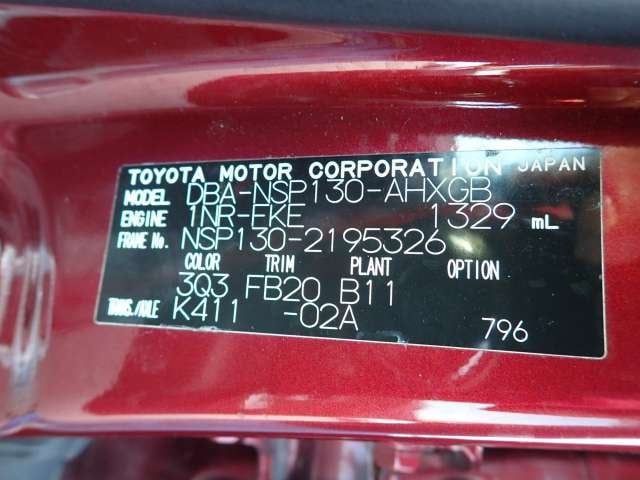 TOYOTA MOTOR CORPORATION JAPAN
MODEL DBA-NSP130-AHXGB
ENGINE 1NR-FKE 1329 mL
FRAME No. NSP130-2195326
COLOR TRIM PLANT OPTION
3Q3 FB20 B11
TRANS./AXLE K411 -02A 796